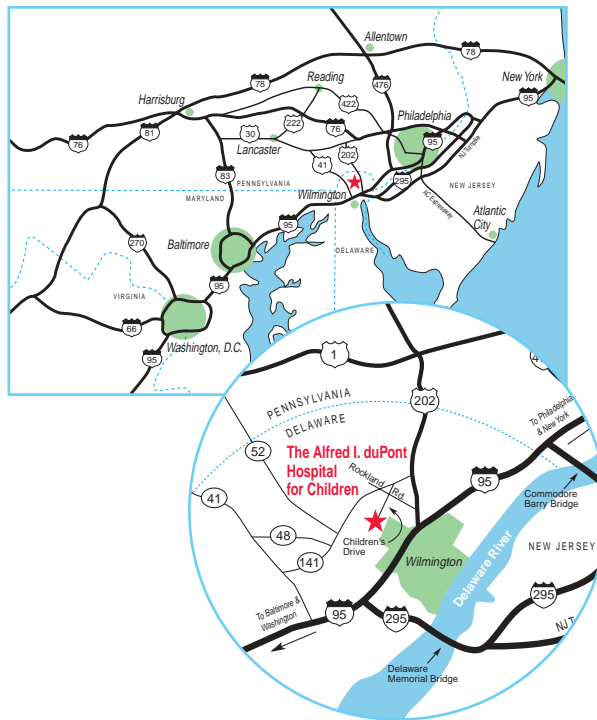 Allentown
78
78
New York
Reading
476
95
Harrisburg
422
Philadelphia
81
222
30
76
95
NJ Turnpike
76
Lancaster
41
202
83
PENNSYLVANIA
295
NEW JERSEY
MARYLAND
Wilmington
AC Expressway
95
Atlantic
City
270
Baltimore
DELAWARE
95
VIRGINIA
66
Washington, D.C.
95
1
PENNSYLVANIA
202
DELAWARE
To Philadelphia
& New York
52
The Alfred I. duPont
Hospital
for Children
Rockland Rd.
95
41
Commodore
Barry Bridge
48
Children's
Drive
141
Wilmington
NEW JERSEY
Delaware River
To Baltimore &
Washington
95
295
295
NJ T
Delaware
Memorial Bridge